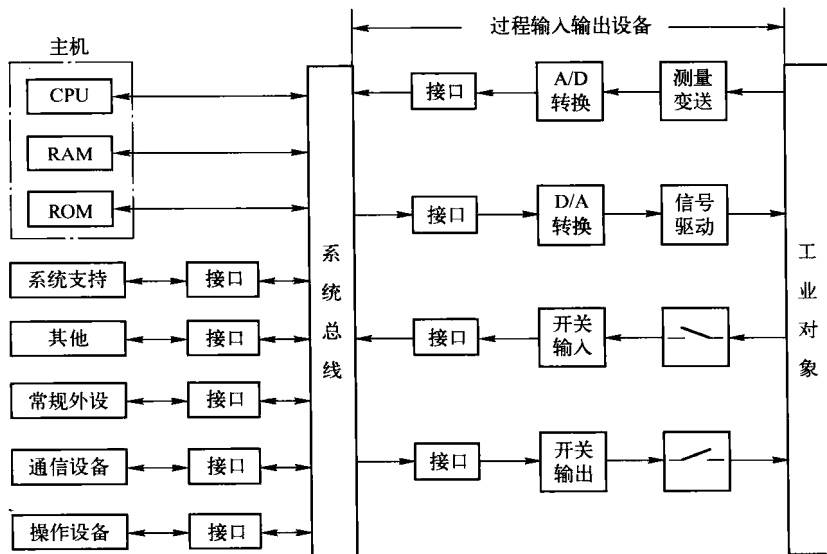 过程输入输出设备
主机
CPU
RAM
ROM
系统支持
接口
其他
接口
常规外设
接口
通信设备
接口
操作设备
接口
系统总线
接口
A/D
转换
测量
变送
接口
D/A
转换
信号
驱动
接口
开关
输入
接口
开关
输出
工业对象